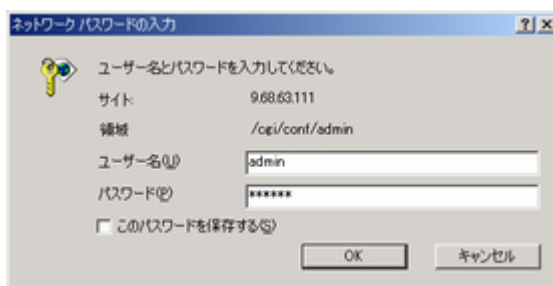 ネットワーク パスワードの入力
ユーザー名とパスワードを入力してください。
サイト: 9.68.63.111
領域 /cgi/conf/admin
ユーザー名(U) admin
パスワード(P) ******
このパスワードを保存する(S)
OK キャンセル